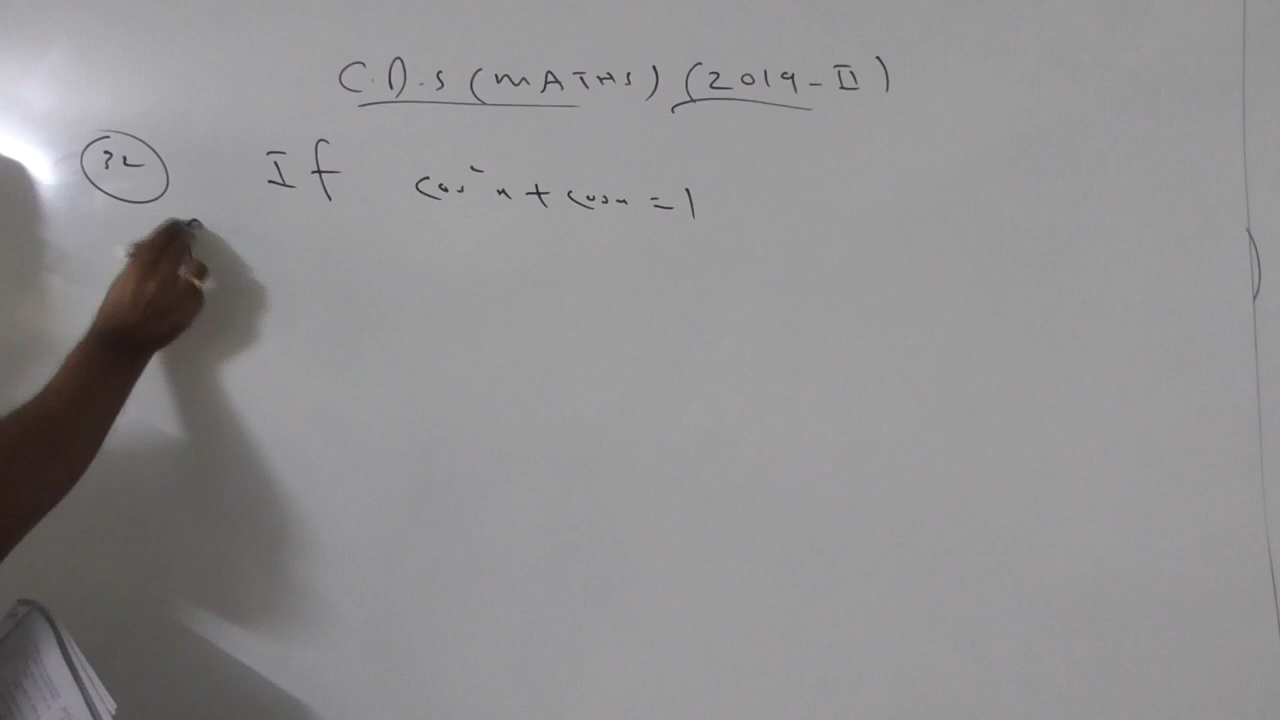 C.D.S (MATHS) (2019-II)
32 If cos²x + cosx = 1